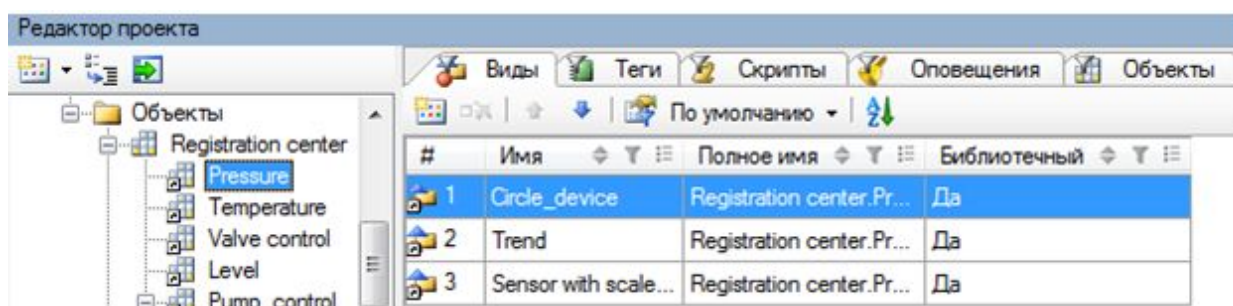 Редактор проекта
Виды Теги Скрипты Оповещения Объекты
По умолчанию
Объекты
Registration center
Pressure
Temperature
Valve control
Level
Pump control
# Имя Полное имя Библиотечный
1 Circle_device Registration center.Pr... Да
2 Trend Registration center.Pr... Да
3 Sensor with scale... Registration center.Pr... Да